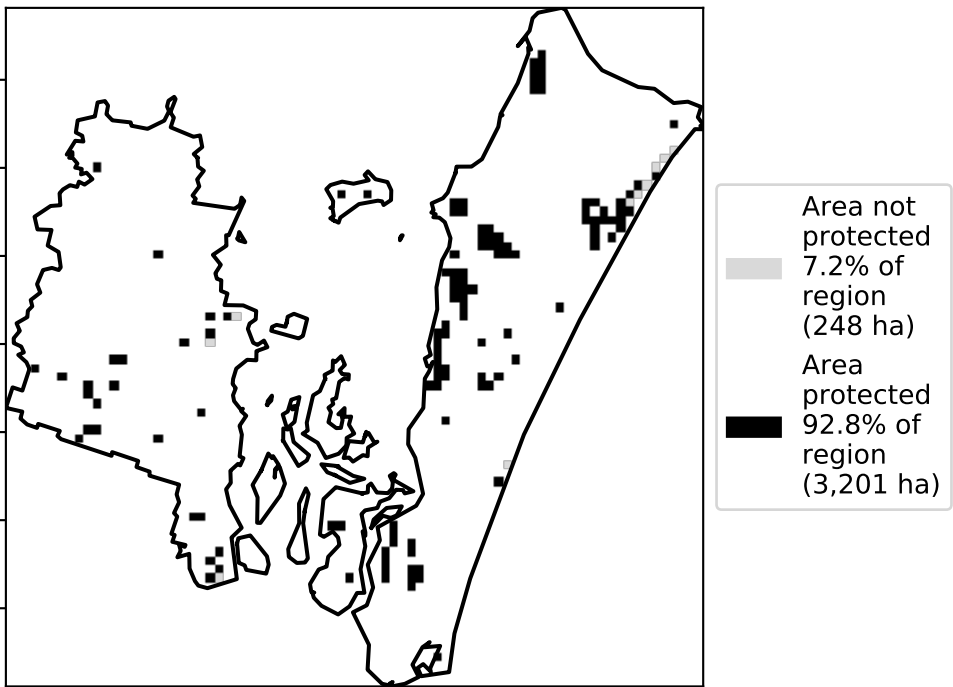 Area not
protected
7.2% of
region
(248 ha)
Area
protected
92.8% of
region
(3,201 ha)